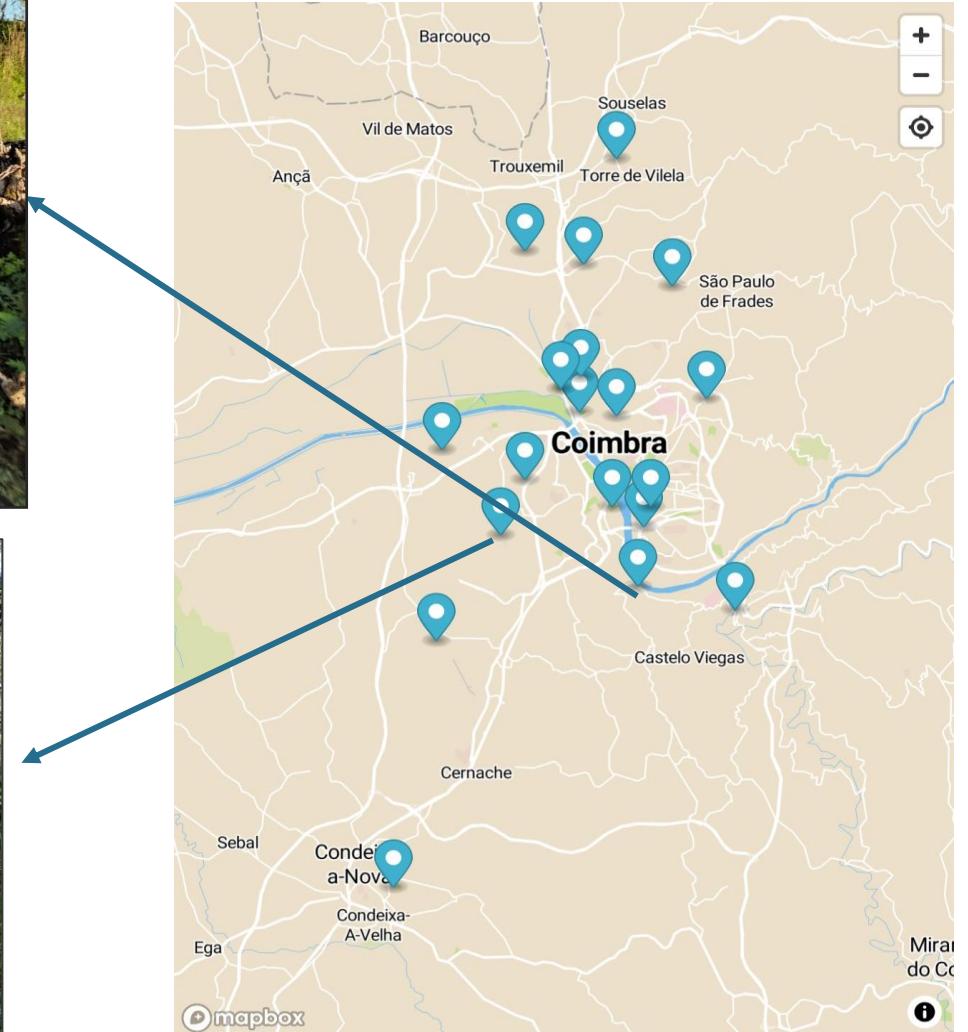 Barcouço
Souselas
Vil de Matos
Trouxemil
Torre de Vilela
Ançã
São Paulo
de Frades
Coimbra
Castelo Viegas
Cernache
Sebal
Condei
a-Nova
Condeixa-
A-Velha
Ega
Mirar
do Co
mapbox